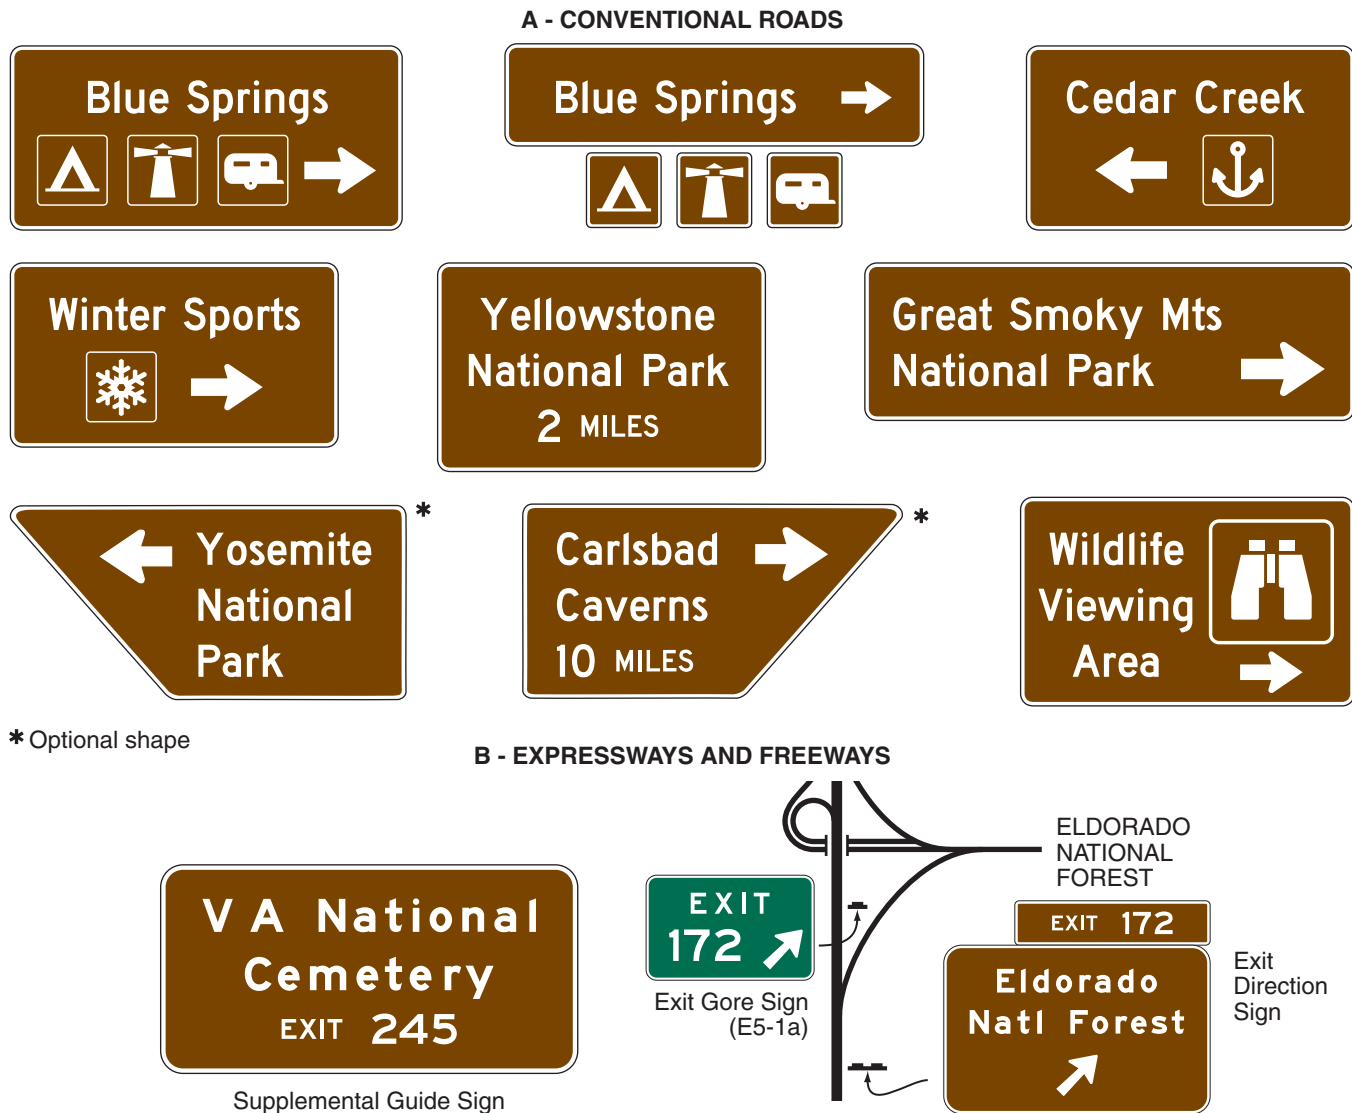 A - CONVENTIONAL ROADS
Blue Springs
Blue Springs
Cedar Creek
Winter Sports
Yellowstone
National Park
2 MILES
Great Smoky Mts
National Park
Yosemite
National
Park
*
Carlsbad
Caverns
10 MILES
*
Wildlife
Viewing
Area
* Optional shape
B - EXPRESSWAYS AND FREEWAYS
V A National
Cemetery
EXIT 245
Supplemental Guide Sign
EXIT
172
Exit Gore Sign
(E5-1a)
ELDORADO
NATIONAL
FOREST
EXIT 172
Eldorado
Natl Forest
Exit
Direction
Sign